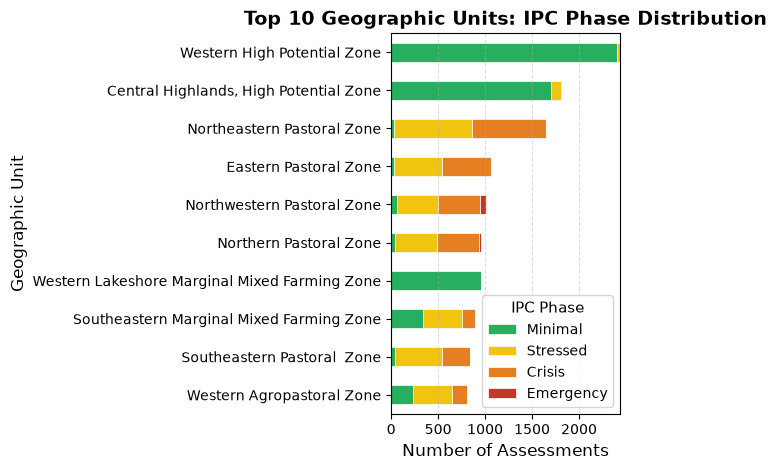 Top 10 Geographic Units: IPC Phase Distribution
Geographic Unit
Western High Potential Zone
Central Highlands, High Potential Zone
Northeastern Pastoral Zone
Eastern Pastoral Zone
Northwestern Pastoral Zone
Northern Pastoral Zone
Western Lakeshore Marginal Mixed Farming Zone
Southeastern Marginal Mixed Farming Zone
Southeastern Pastoral  Zone
Western Agropastoral Zone
IPC Phase
Minimal
Stressed
Crisis
Emergency
0 500 1000 1500 2000
Number of Assessments